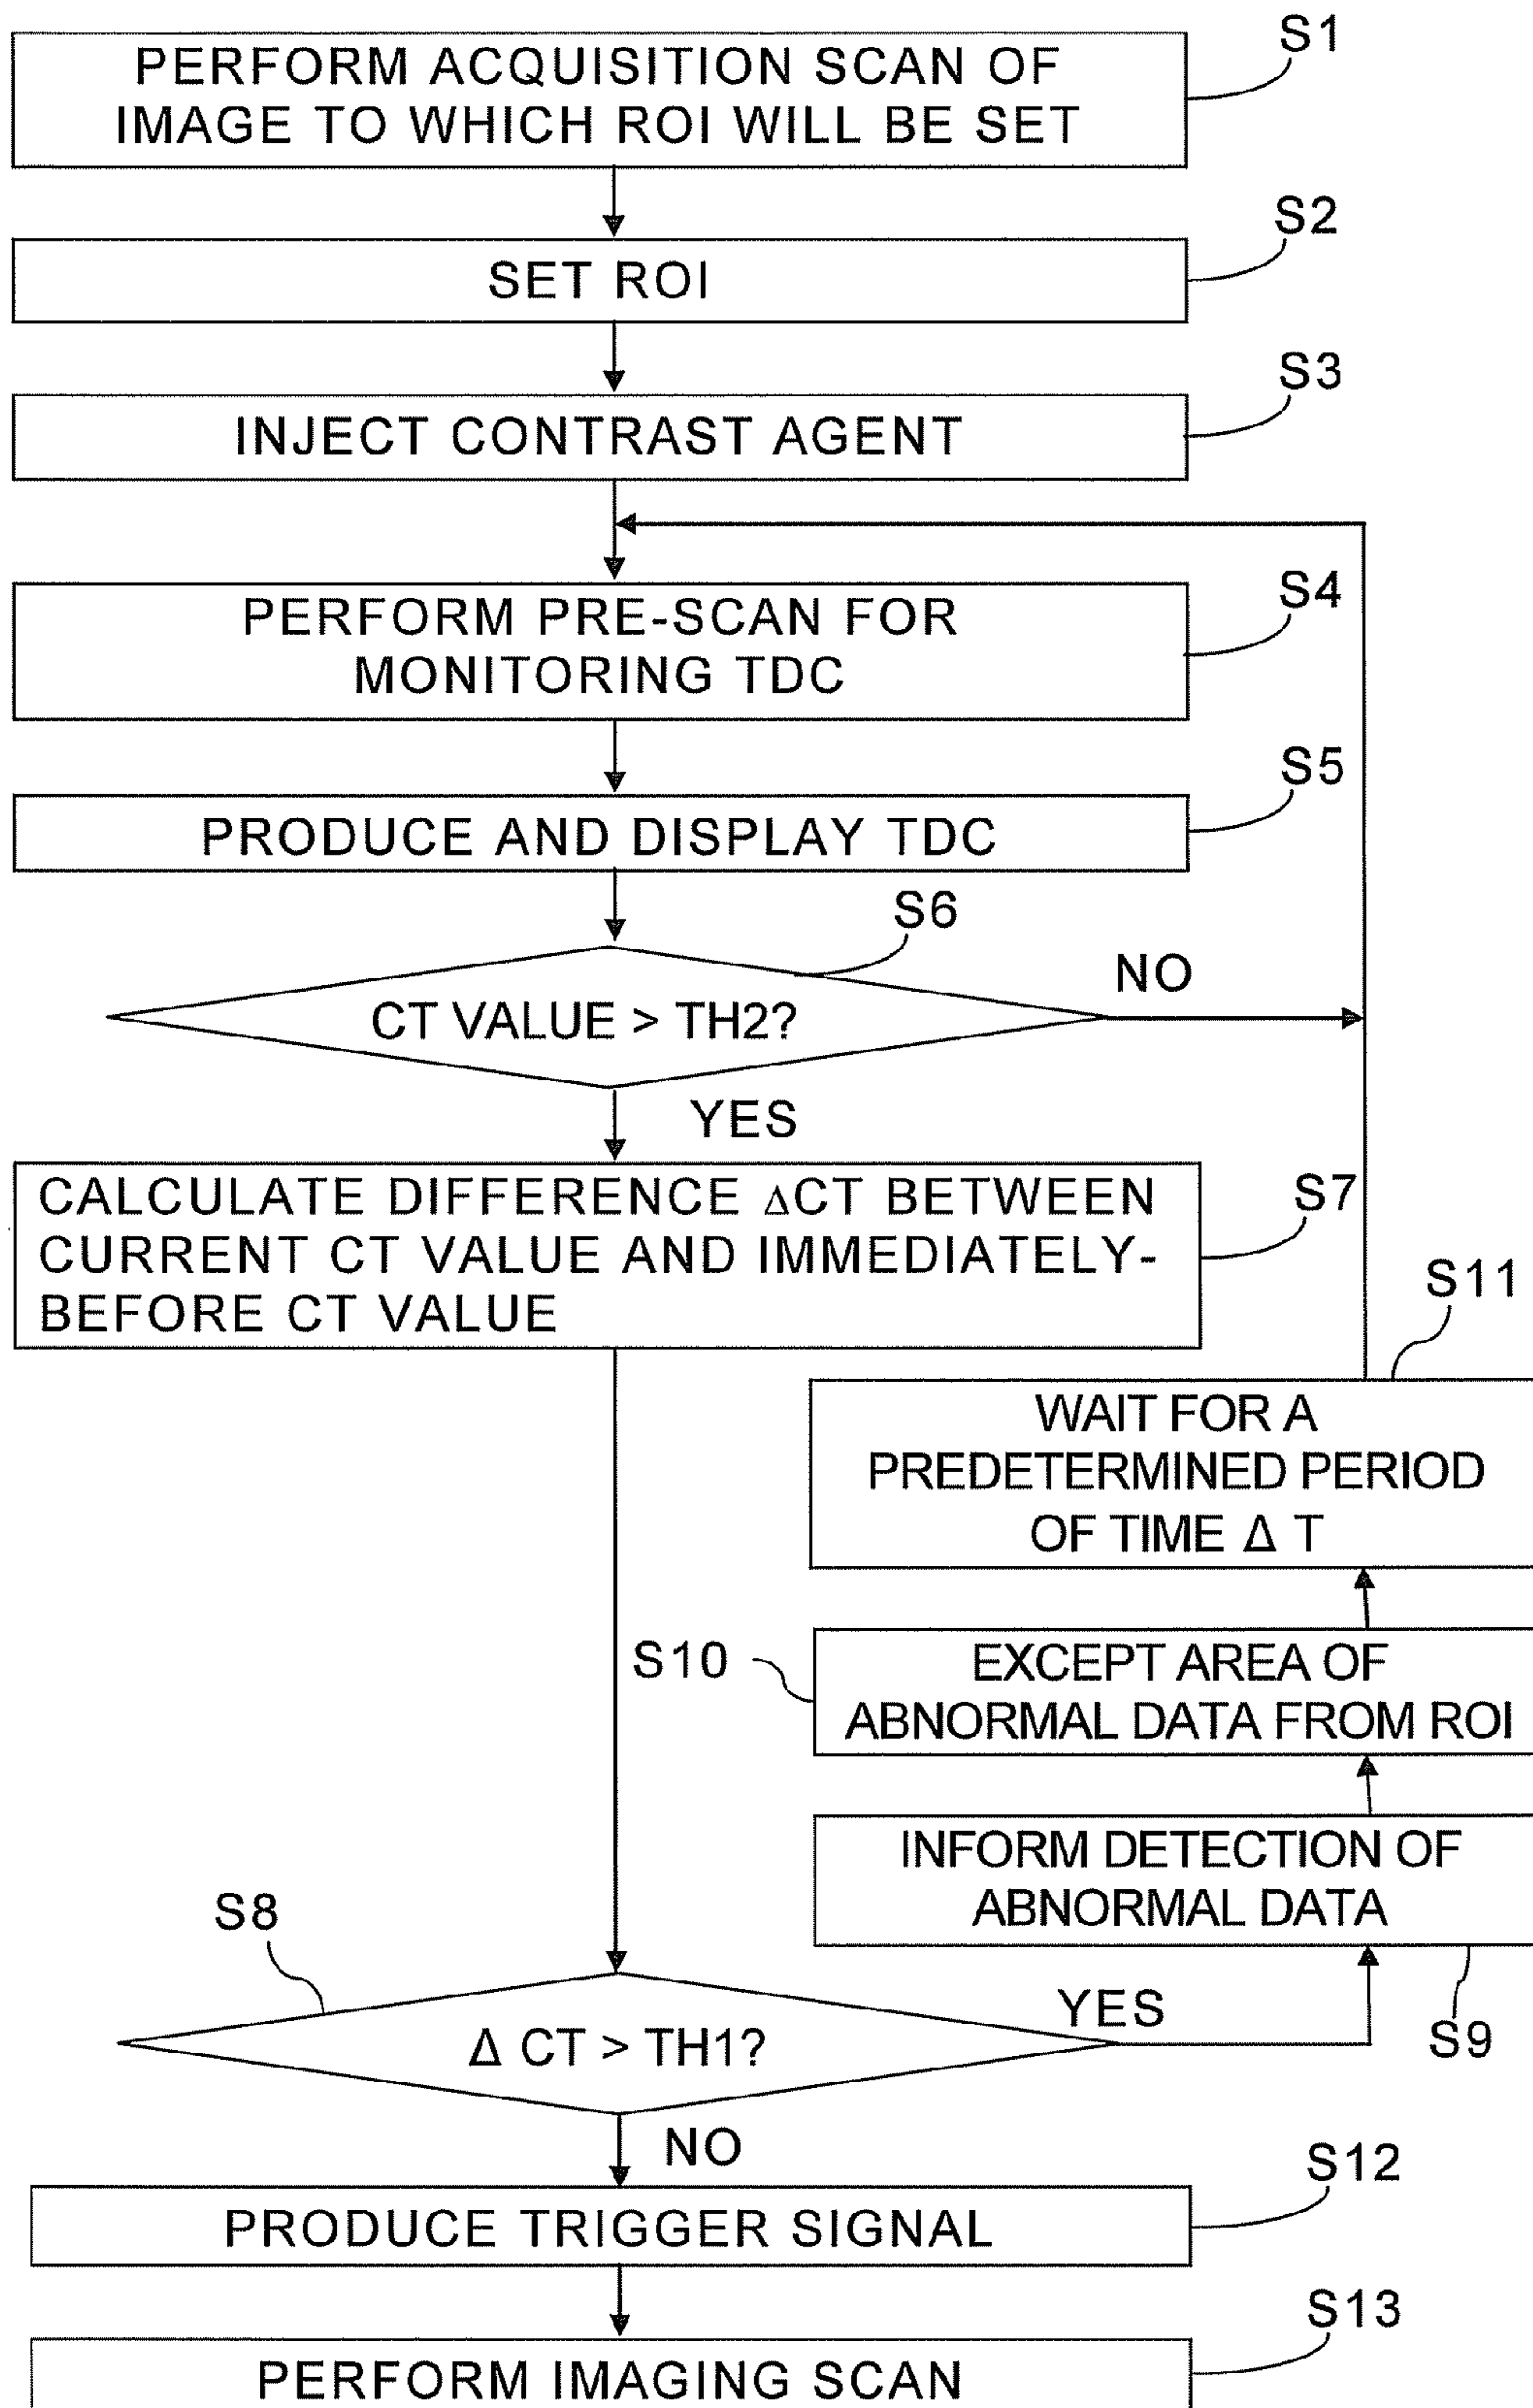 S1
PERFORM ACQUISITION SCAN OF
IMAGE TO WHICH ROI WILL BE SET
S2
SET ROI
S3
INJECT CONTRAST AGENT
S4
PERFORM PRE-SCAN FOR
MONITORING TDC
S5
PRODUCE AND DISPLAY TDC
S6
CT VALUE > TH2?
NO
YES
S7
CALCULATE DIFFERENCE ΔCT BETWEEN
CURRENT CT VALUE AND IMMEDIATELY-
BEFORE CT VALUE
S11
WAIT FOR A
PREDETERMINED PERIOD
OF TIME Δ T
S10
EXCEPT AREA OF
ABNORMAL DATA FROM ROI
INFORM DETECTION OF
ABNORMAL DATA
S9
S8
Δ CT > TH1?
YES
NO
S12
PRODUCE TRIGGER SIGNAL
S13
PERFORM IMAGING SCAN